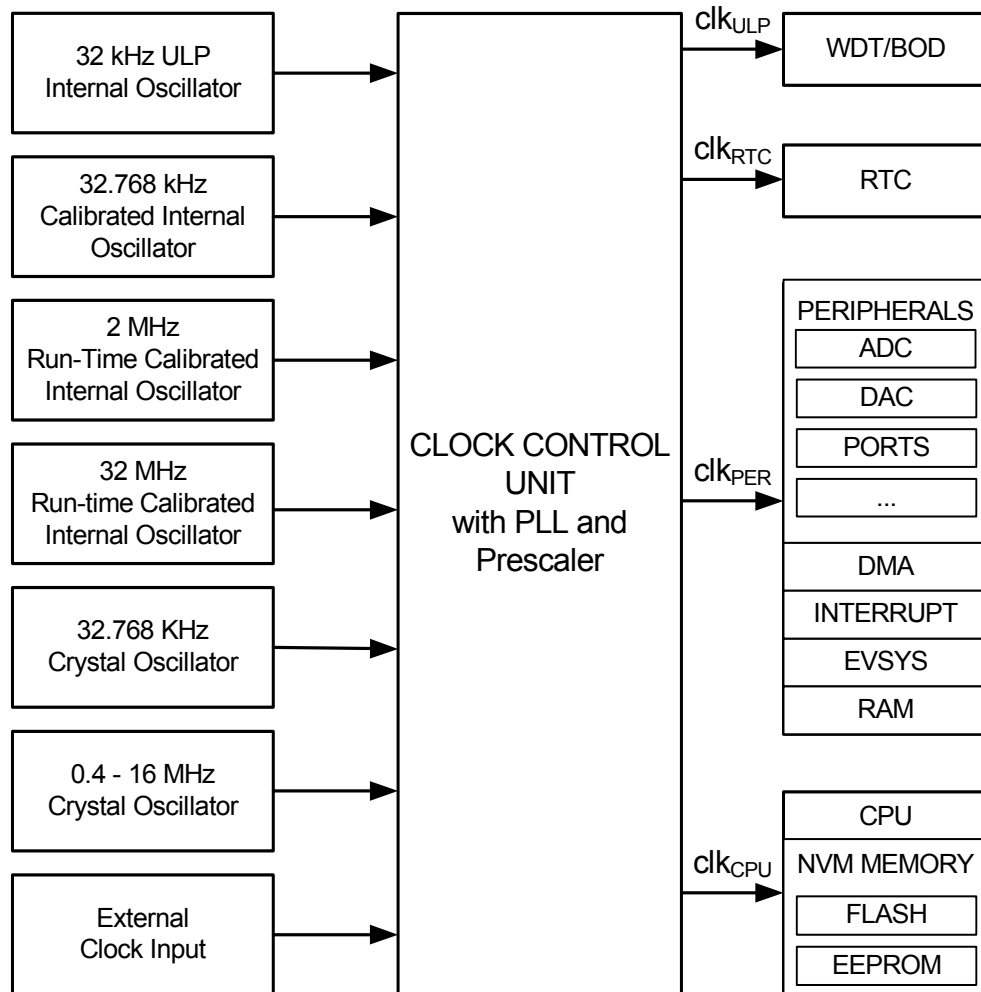 32 kHz ULP
Internal Oscillator
32.768 kHz
Calibrated Internal
Oscillator
2 MHz
Run-Time Calibrated
Internal Oscillator
32 MHz
Run-time Calibrated
Internal Oscillator
32.768 KHz
Crystal Oscillator
0.4 - 16 MHz
Crystal Oscillator
External
Clock Input
CLOCK CONTROL
UNIT
with PLL and
Prescaler
clkULP
WDT/BOD
clkRTC
RTC
clkPER
PERIPHERALS
ADC
DAC
PORTS
...
DMA
INTERRUPT
EVSYS
RAM
clkCPU
CPU
NVM MEMORY
FLASH
EEPROM